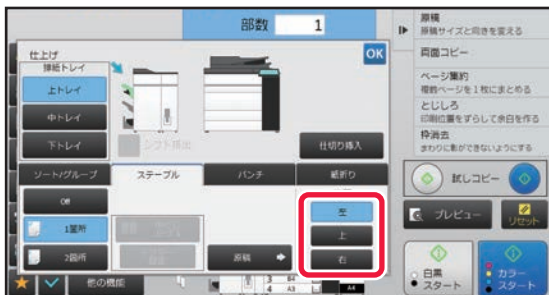 部数 1
原稿
原稿サイズと向きを変える
両面コピー
ページ集約
複数ページを1枚にまとめる
とじしろ
印刷位置をずらして余白を作る
枠消去
まわりに影ができないようにする
仕上げ
OK
排紙トレイ
上トレイ
中トレイ
下トレイ
シフト排出
仕切り挿入
ソート/グループ
ステープル
パンチ
紙折り
Off
1箇所
2箇所
原稿
至
上
右
試しコピー
プレビュー
リセット
白黒
スタート
カラー
スタート
他の機能
3 B4
4 A3
A4